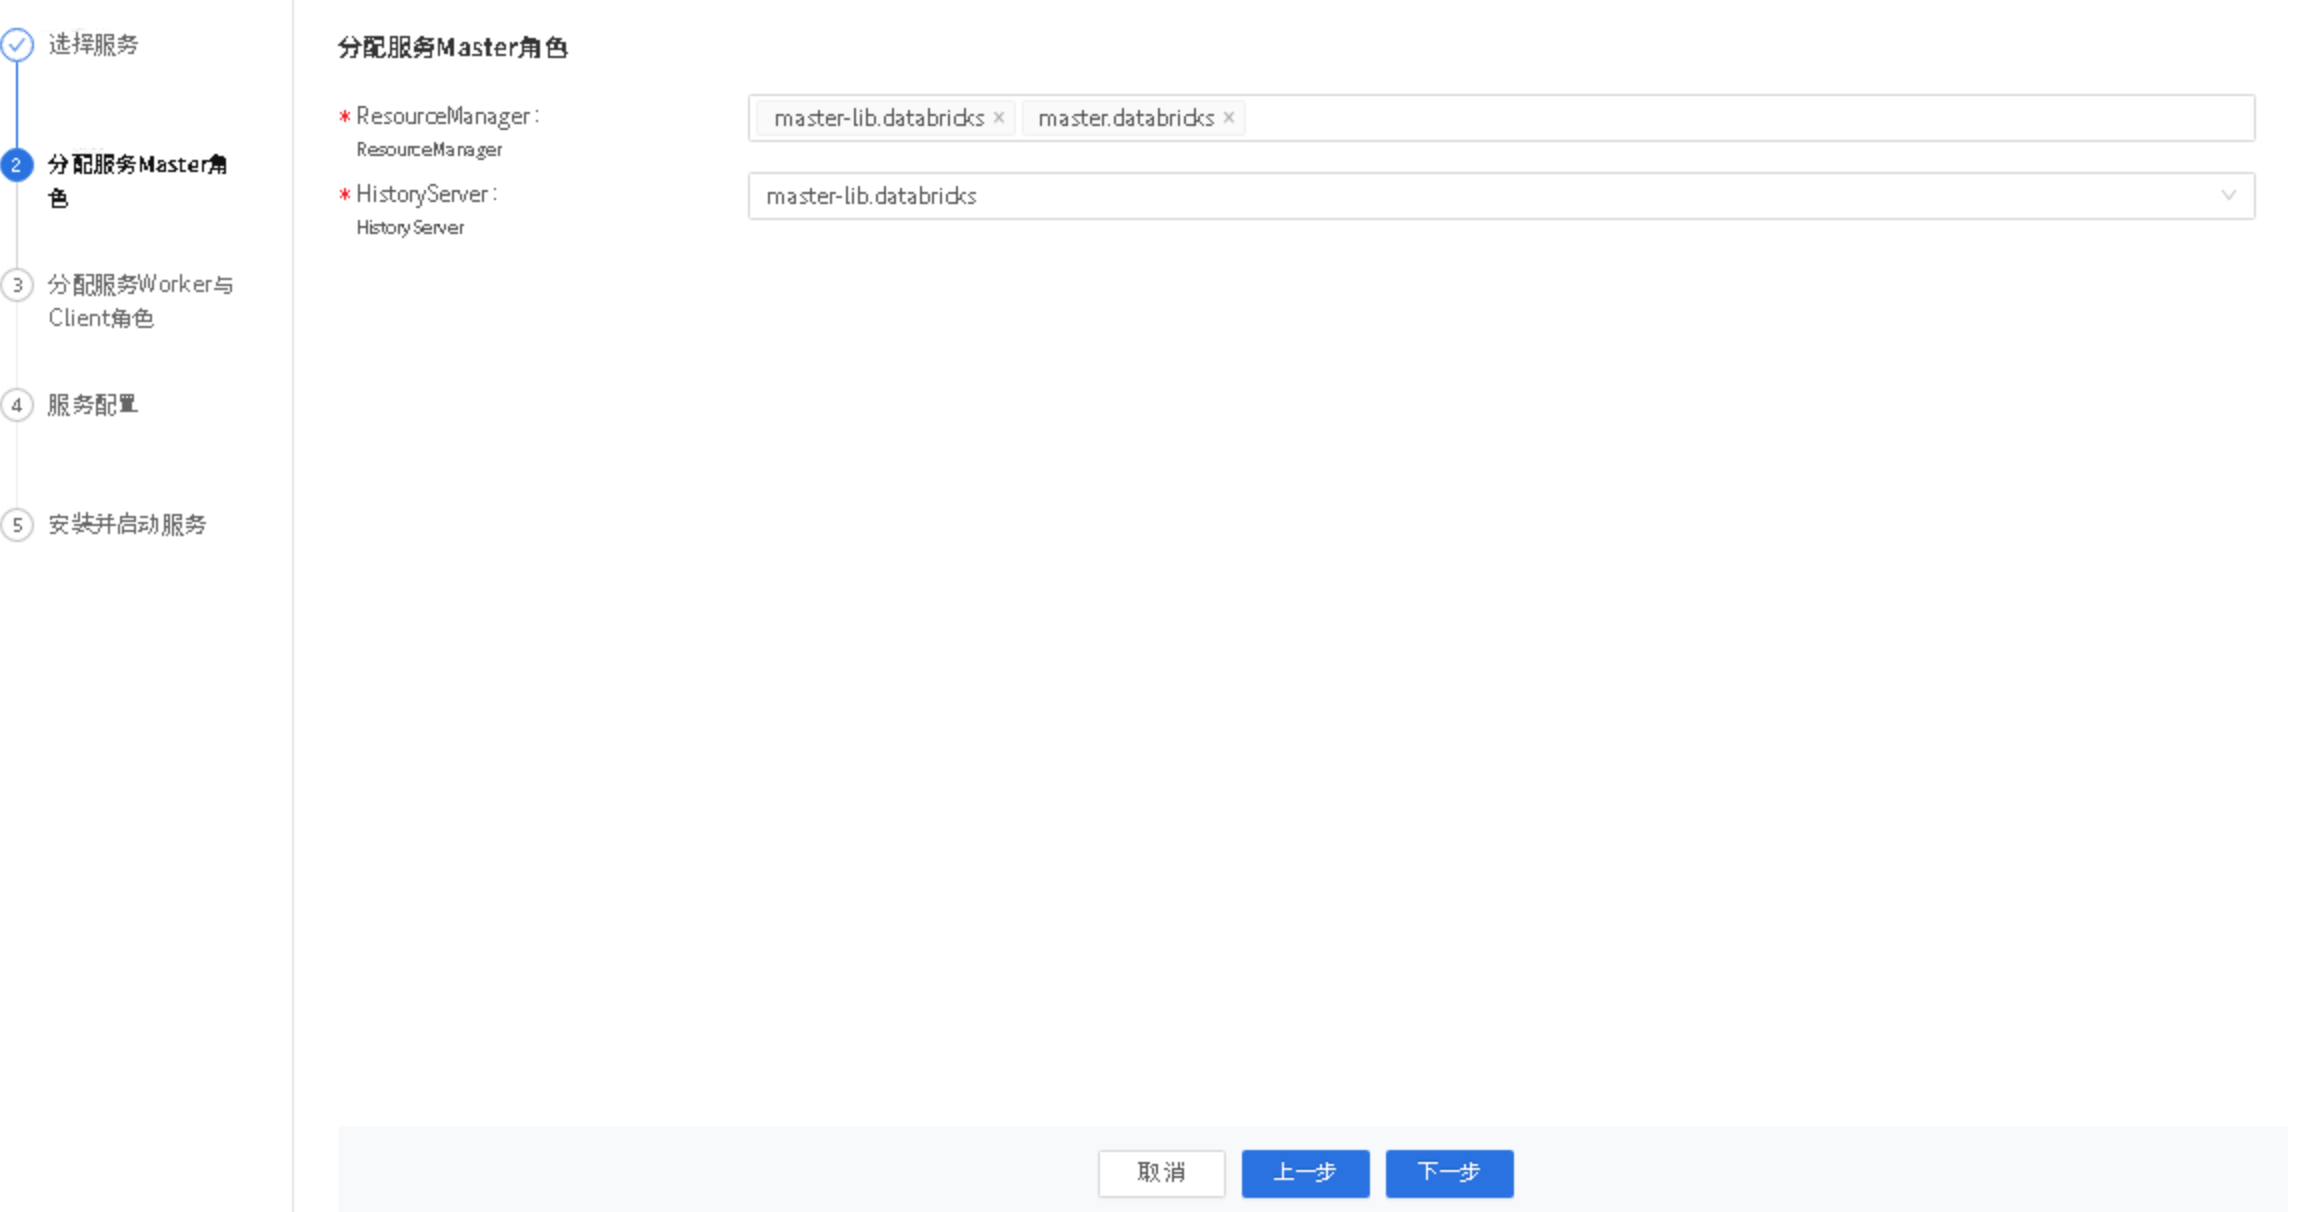 选择服务
2
分配服务Master角
色
3
分配服务Worker与
Client角色
4
服务配置
5
安装并启动服务
分配服务Master角色
* ResourceManager:
ResourceManager
master-lib.databricks × master.databricks ×
* HistoryServer:
HistoryServer
master-lib.databricks
取消
上一步
下一步